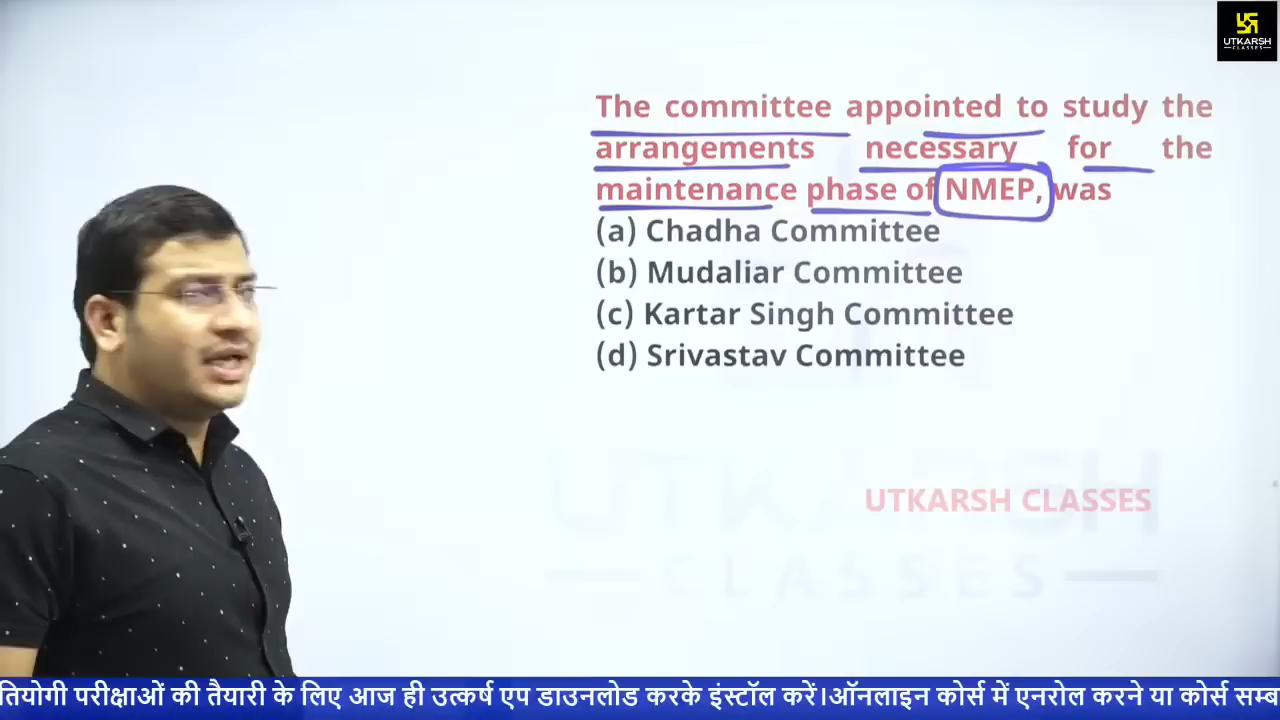 UTKARSH
CLASSES
The committee appointed to study the
arrangements necessary for the
maintenance phase of NMEP, was
(a) Chadha Committee
(b) Mudaliar Committee
(c) Kartar Singh Committee
(d) Srivastav Committee
UTKARSH CLASSES
UTKARSH
CLASSES
तियोगी परीक्षाओं की तैयारी के लिए आज ही उत्कर्ष एप डाउनलोड करके इंस्टॉल करें।ऑनलाइन कोर्स में एनरोल करने या कोर्स सम्ब